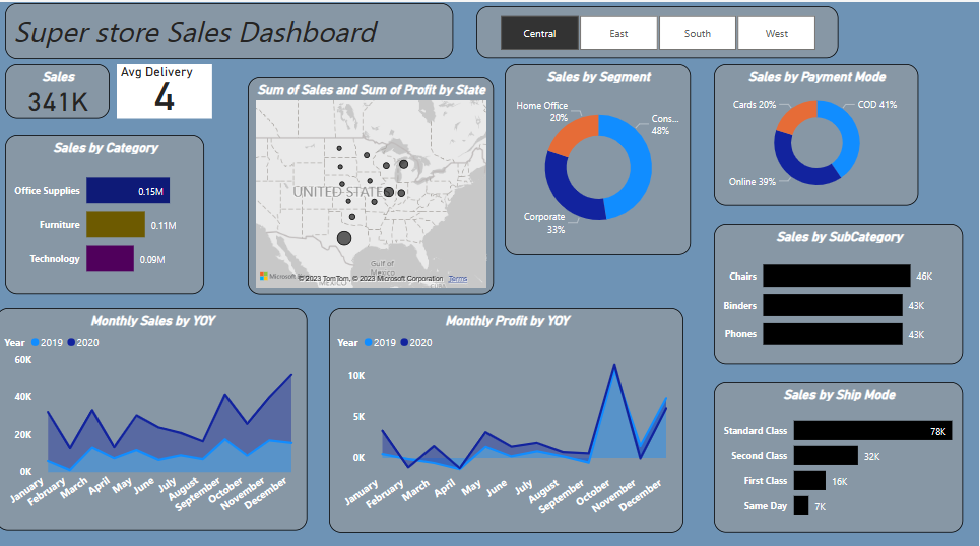 Super store Sales Dashboard
Central
East
South
West
Sales
341K
Avg Delivery
4
Sum of Sales and Sum of Profit by State
UNITED STATES
Gulf of
Mexico
MEXICO
© 2023 TomTom, © 2023 Microsoft Corporation Terms
Sales by Segment
Home Office
20%
Cons...
48%
Corporate
33%
Sales by Payment Mode
Cards 20%
COD 41%
Online 39%
Sales by Category
Office Supplies
0.15M
Furniture
0.11M
Technology
0.09M
Sales by SubCategory
Chairs
46K
Binders
43K
Phones
43K
Monthly Sales by YOY
Year 2019 2020
60K
40K
20K
0K
January
February
March
April
May
June
July
August
September
October
November
December
Monthly Profit by YOY
Year 2019 2020
10K
5K
0K
January
February
March
April
May
June
July
August
September
October
November
December
Sales by Ship Mode
Standard Class
78K
Second Class
32K
First Class
16K
Same Day
7K